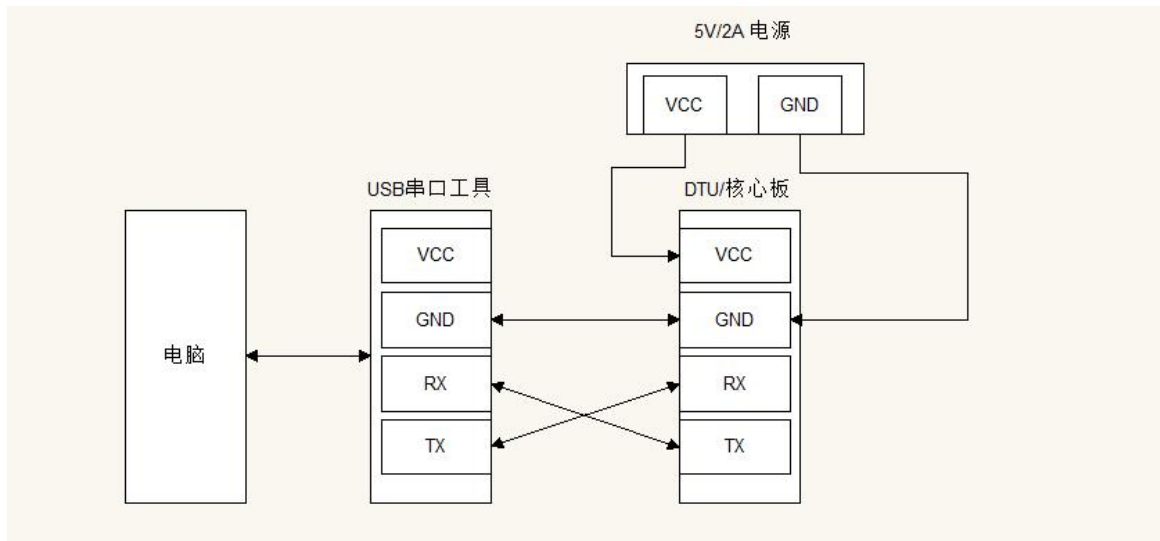 5V/2A 电源
VCC
GND
USB串口工具
DTU/核心板
电脑
VCC
GND
RX
TX
VCC
GND
RX
TX